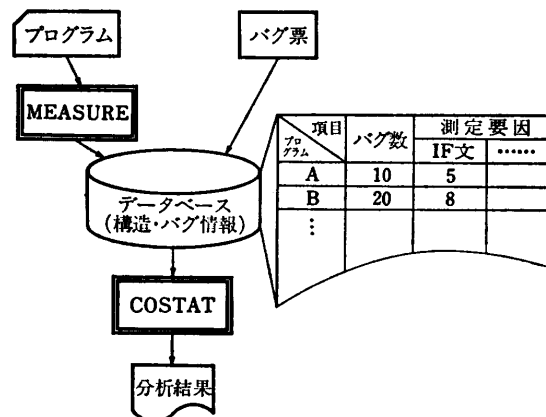 プログラム
バグ票
MEASURE
項目
プロ
グラム
バグ数
測定要因
IF文
……
A
10
5
B
20
8
⋮
データベース
(構造・バグ情報)
COSTAT
分析結果